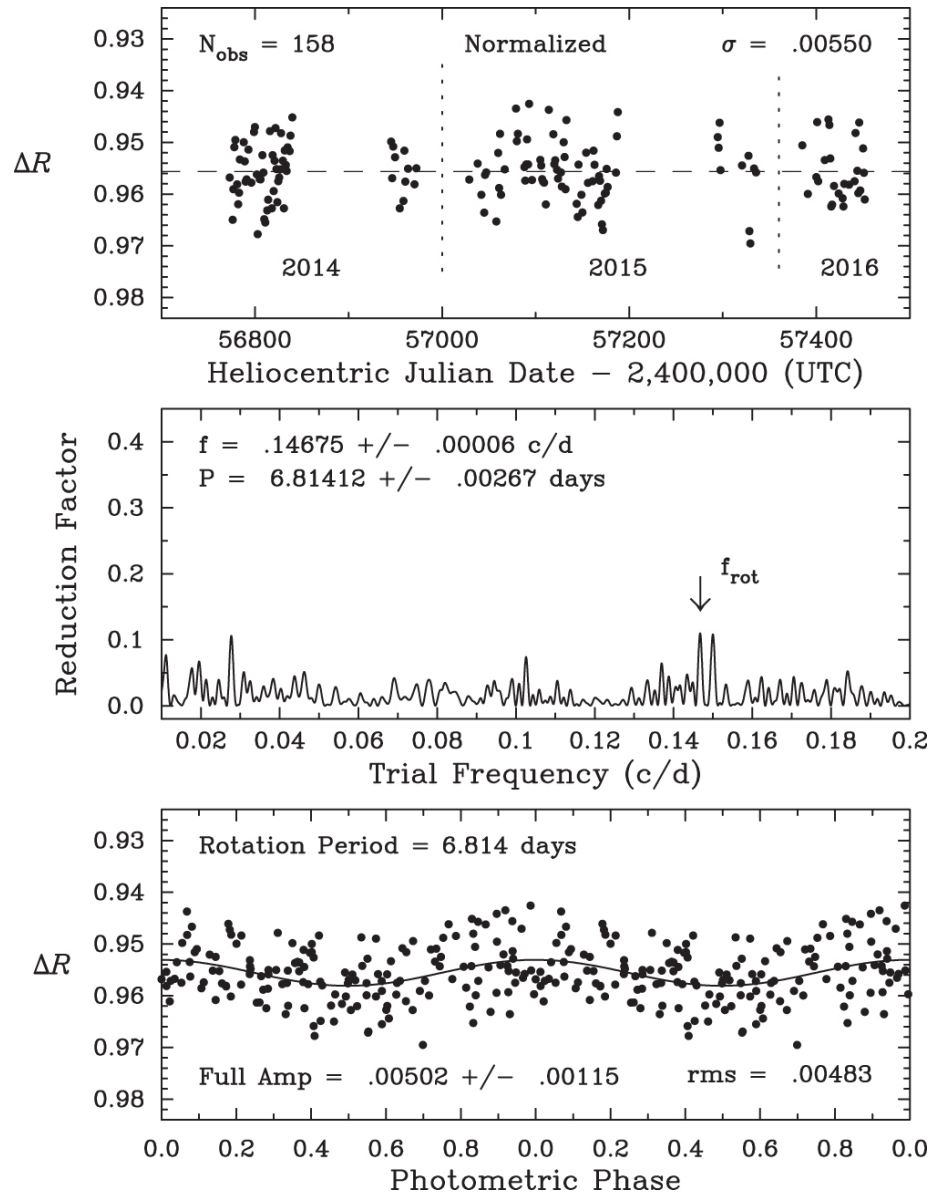 N_obs = 158 Normalized σ = .00550
0.93
0.94
0.95
0.96
0.97
0.98
ΔR
2014 2015 2016
56800 57000 57200 57400
Heliocentric Julian Date – 2,400,000 (UTC)
f = .14675 +/– .00006 c/d
P = 6.81412 +/– .00267 days
0.4
0.3
0.2
0.1
0.0
Reduction Factor
f_rot
0.02 0.04 0.06 0.08 0.1 0.12 0.14 0.16 0.18 0.2
Trial Frequency (c/d)
Rotation Period = 6.814 days
0.93
0.94
0.95
0.96
0.97
0.98
ΔR
Full Amp = .00502 +/– .00115 rms = .00483
0.0 0.2 0.4 0.6 0.8 0.0 0.2 0.4 0.6 0.8 0.0
Photometric Phase